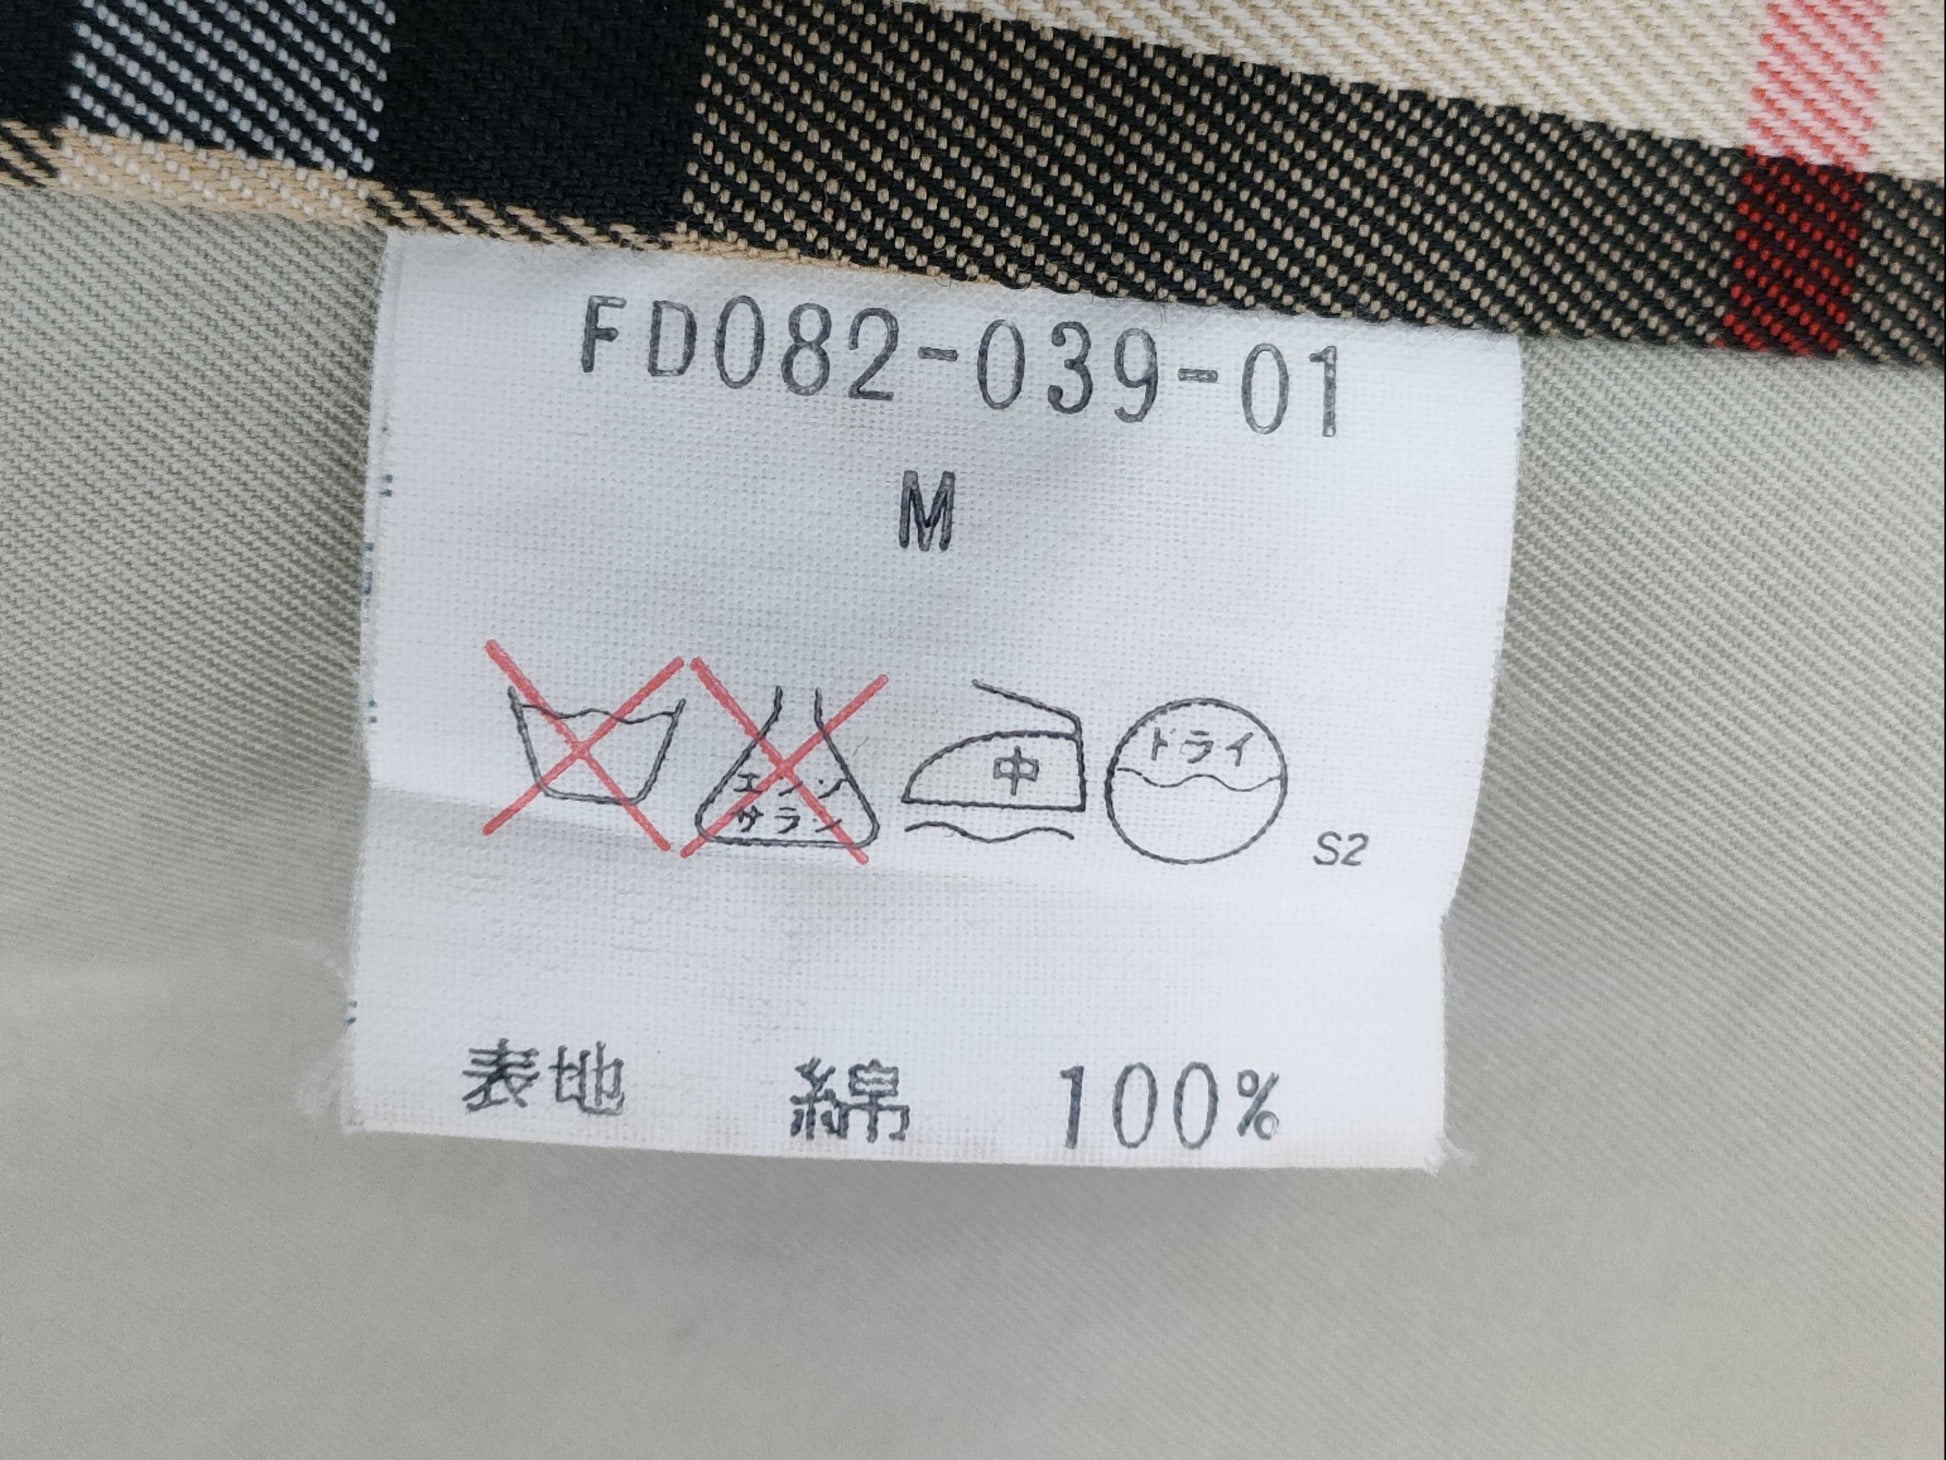 FD082-039-01
M
エンソ
サラシ
中
ドライ
S2
表地 綿 100%